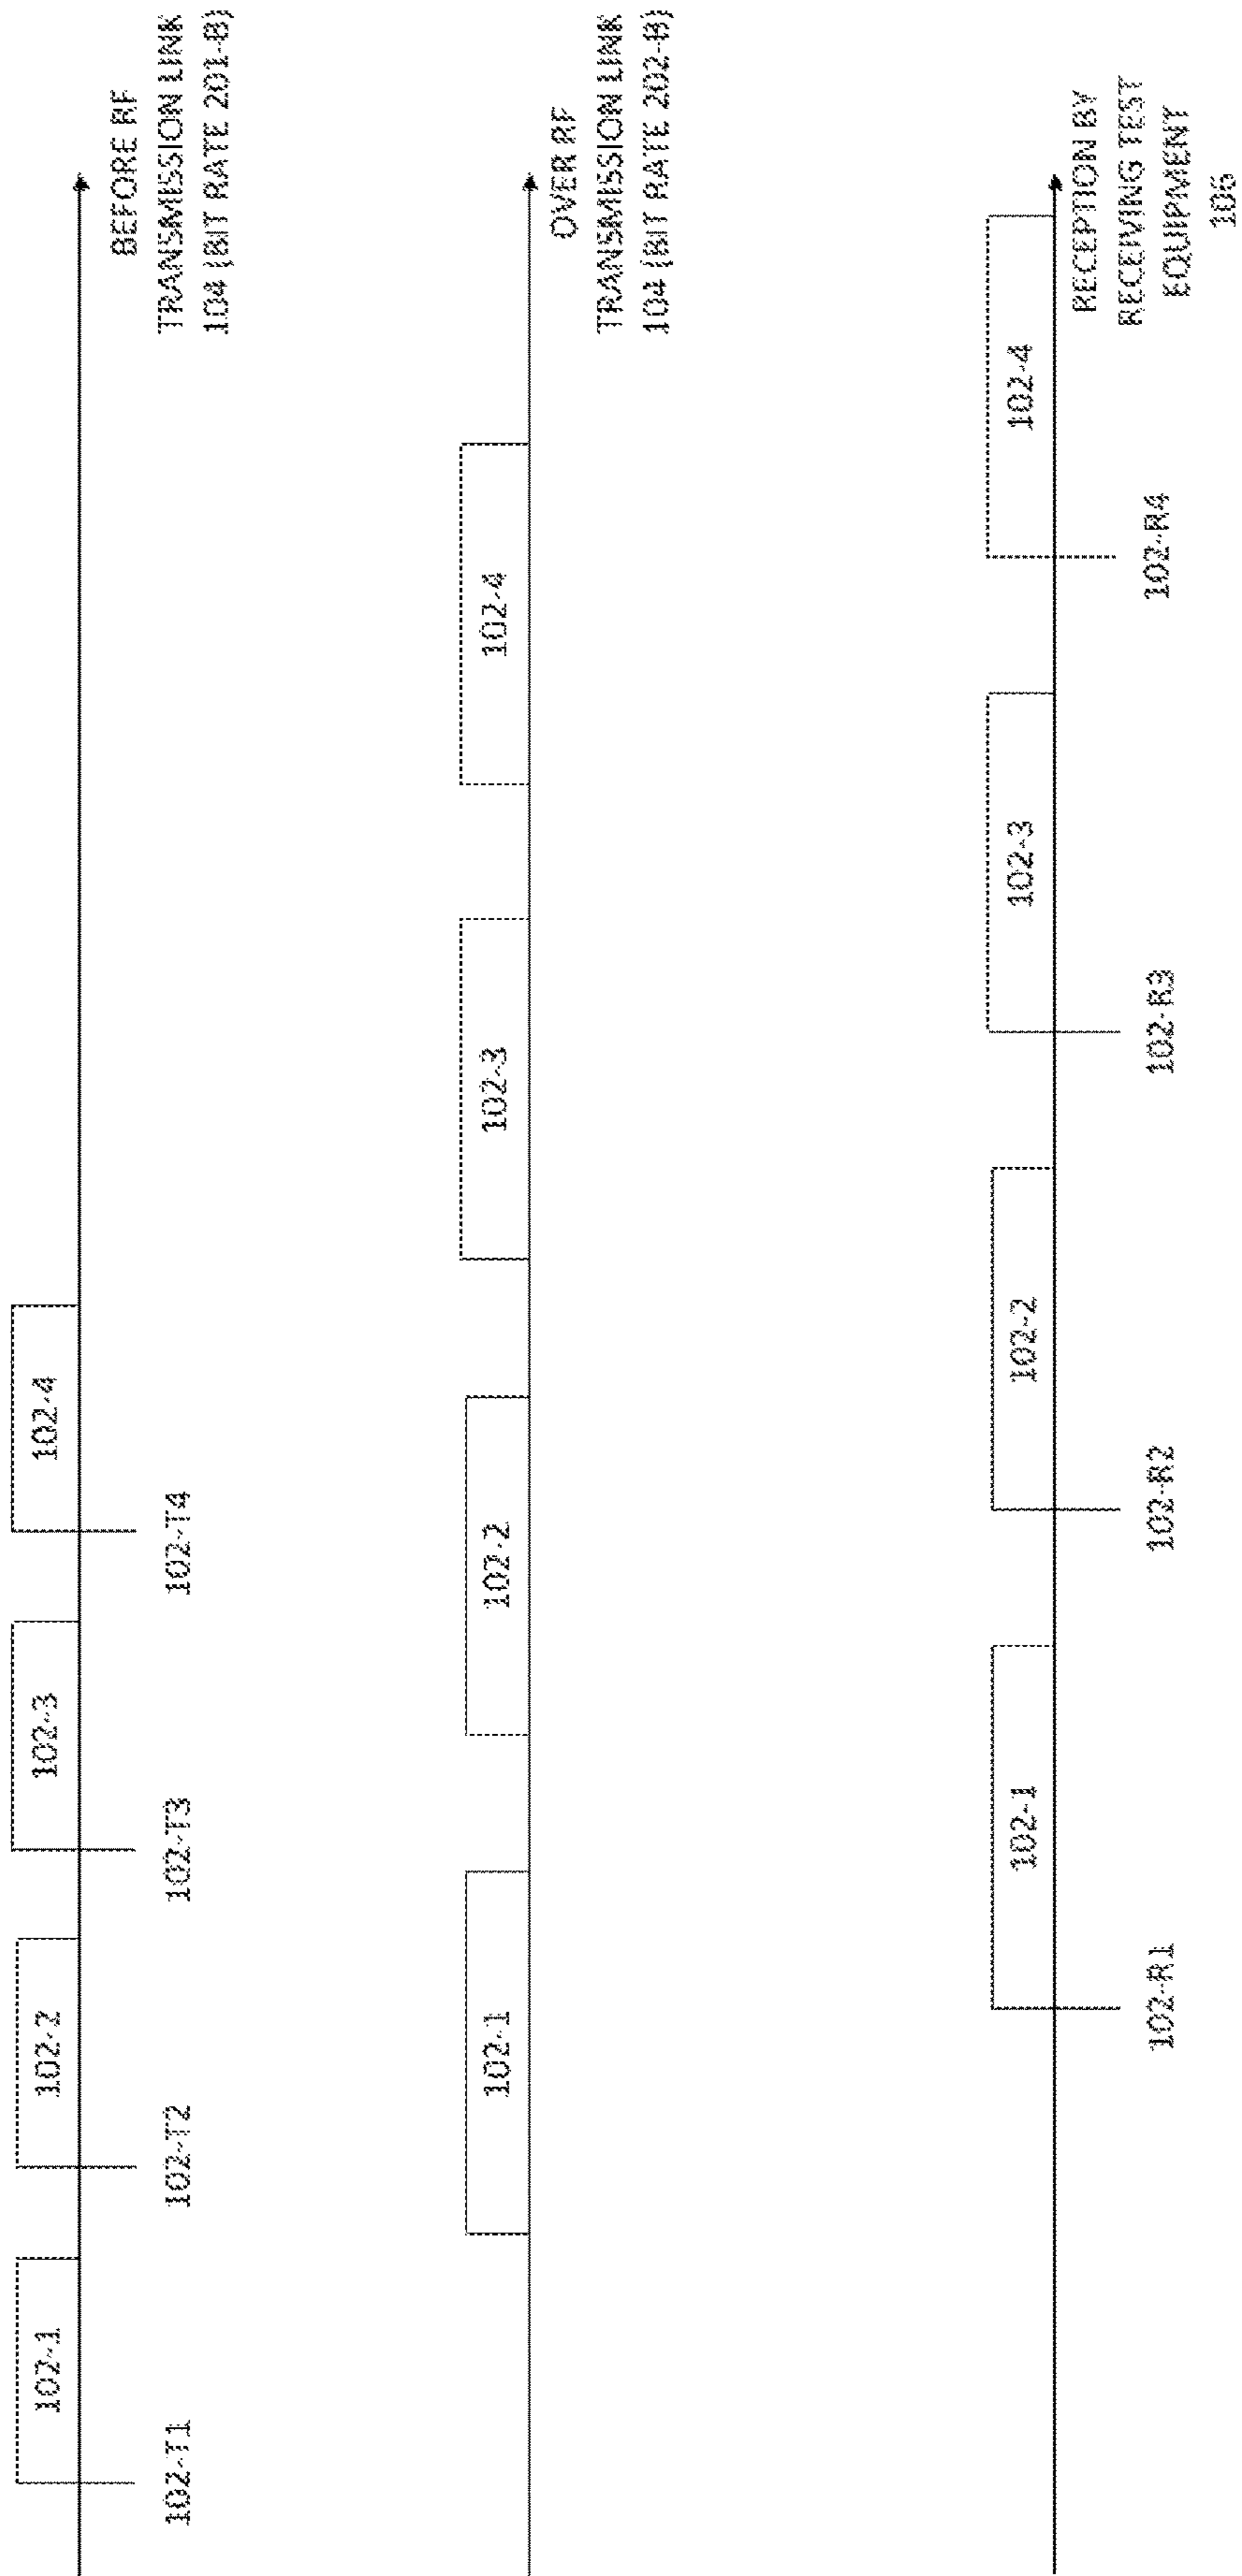 102-1
102-2
102-3
102-4
102-T1
102-T2
102-T3
102-T4
BEFORE RF
TRANSMISSION LINK
104 (BIT RATE 201-B)
102-1
102-2
102-3
102-4
OVER RF
TRANSMISSION LINK
104 (BIT RATE 202-B)
102-1
102-2
102-3
102-4
102-R1
102-R2
102-R3
102-R4
RECEPTION BY
RECEIVING TEST
EQUIPMENT
106